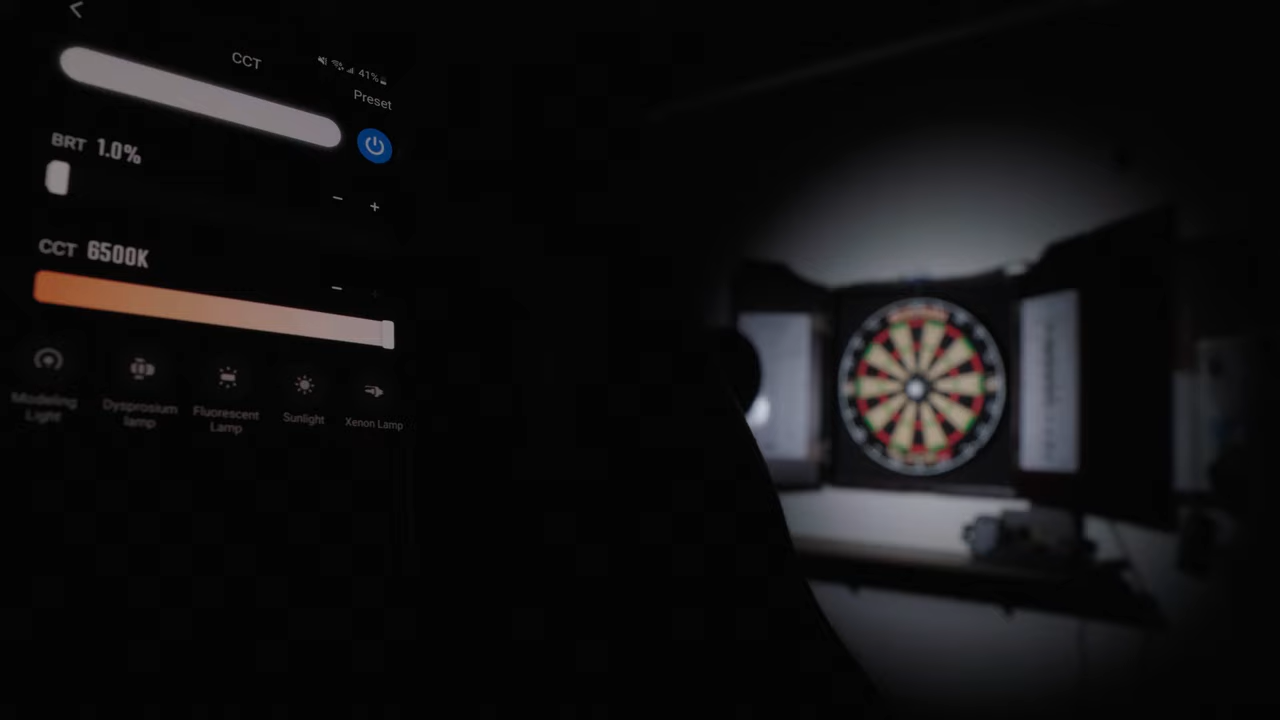 CCT
41%
Preset
BRT 1.0%
- +
CCT 6500K
-
Modeling Light
Dysprosium lamp
Fluorescent Lamp
Sunlight
Xenon Lamp